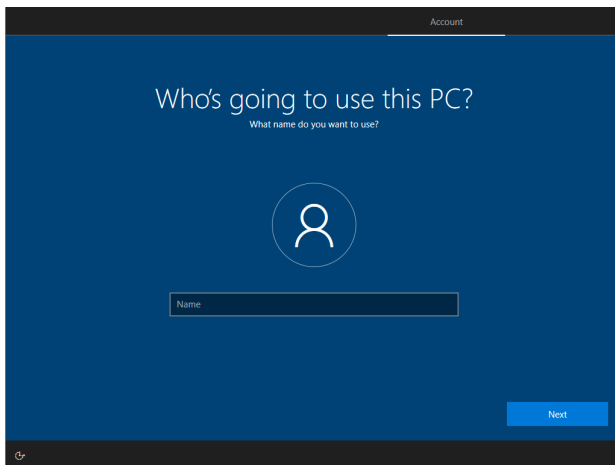 Account
Who's going to use this PC?
What name do you want to use?
Name
Next